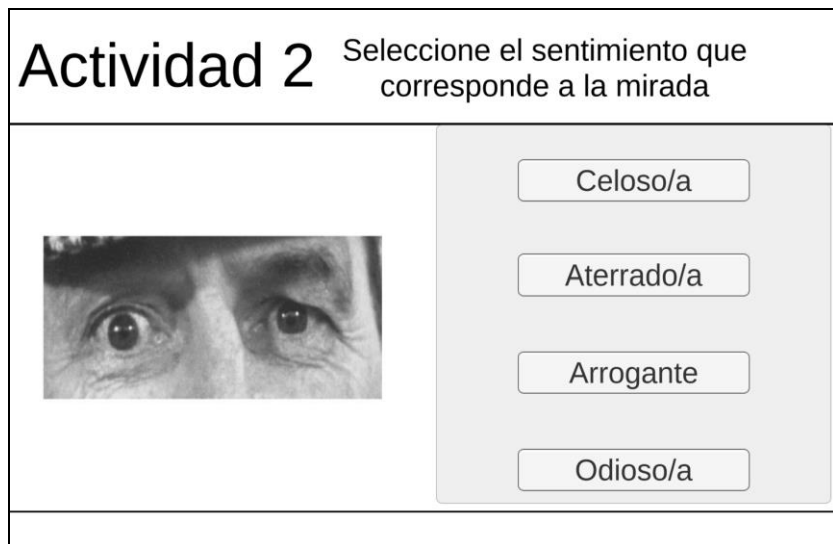 Actividad 2
Seleccione el sentimiento que
corresponde a la mirada
Celoso/a
Aterrado/a
Arrogante
Odioso/a